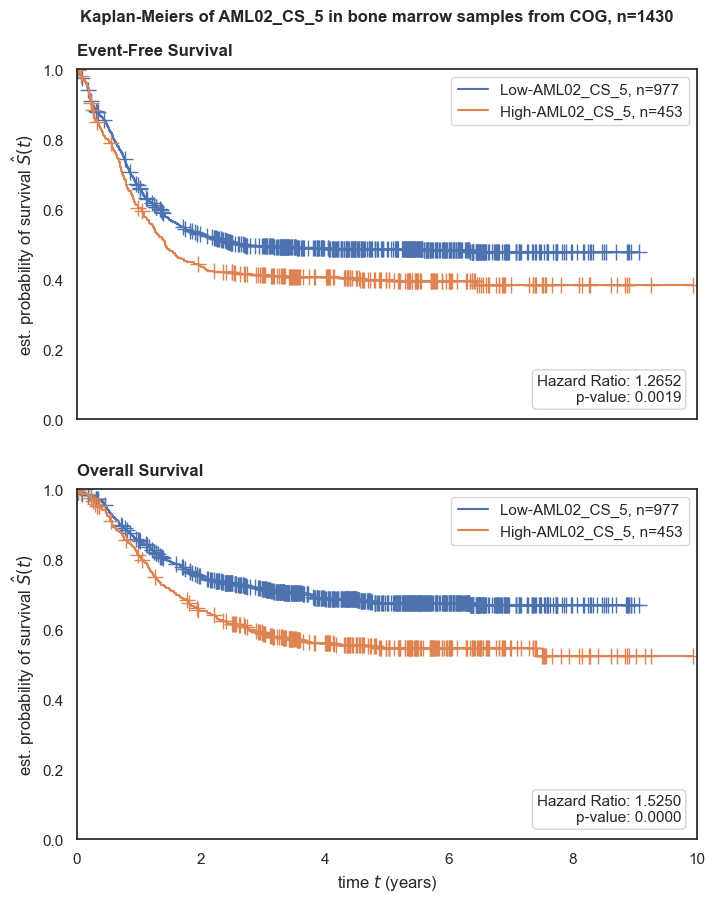 Kaplan-Meiers of AML02_CS_5 in bone marrow samples from COG, n=1430
Event-Free Survival
1.0
0.8
0.6
0.4
0.2
0.0
est. probability of survival Ŝ(t)
Low-AML02_CS_5, n=977
High-AML02_CS_5, n=453
Hazard Ratio: 1.2652
p-value: 0.0019
Overall Survival
1.0
0.8
0.6
0.4
0.2
0.0
est. probability of survival Ŝ(t)
Low-AML02_CS_5, n=977
High-AML02_CS_5, n=453
Hazard Ratio: 1.5250
p-value: 0.0000
0 2 4 6 8 10
time t (years)